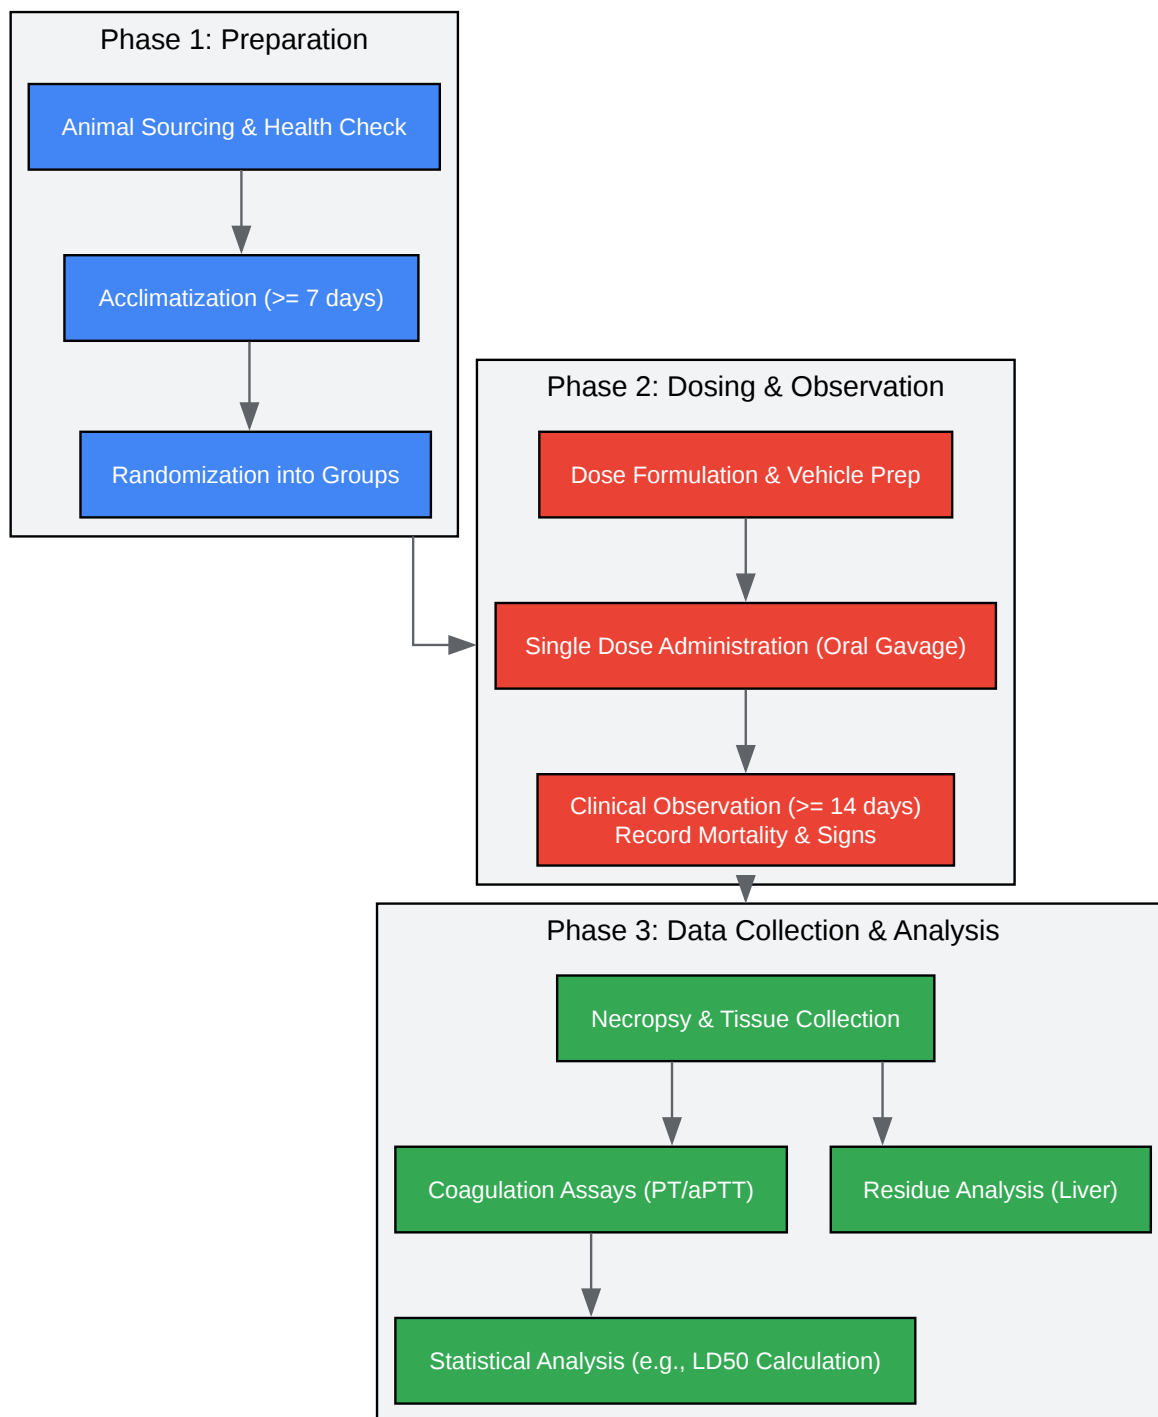 Phase 1: Preparation
Animal Sourcing & Health Check
Acclimatization (>= 7 days)
Randomization into Groups
Phase 2: Dosing & Observation
Dose Formulation & Vehicle Prep
Single Dose Administration (Oral Gavage)
Clinical Observation (>= 14 days)
Record Mortality & Signs
Phase 3: Data Collection & Analysis
Necropsy & Tissue Collection
Coagulation Assays (PT/aPTT)
Residue Analysis (Liver)
Statistical Analysis (e.g., LD50 Calculation)